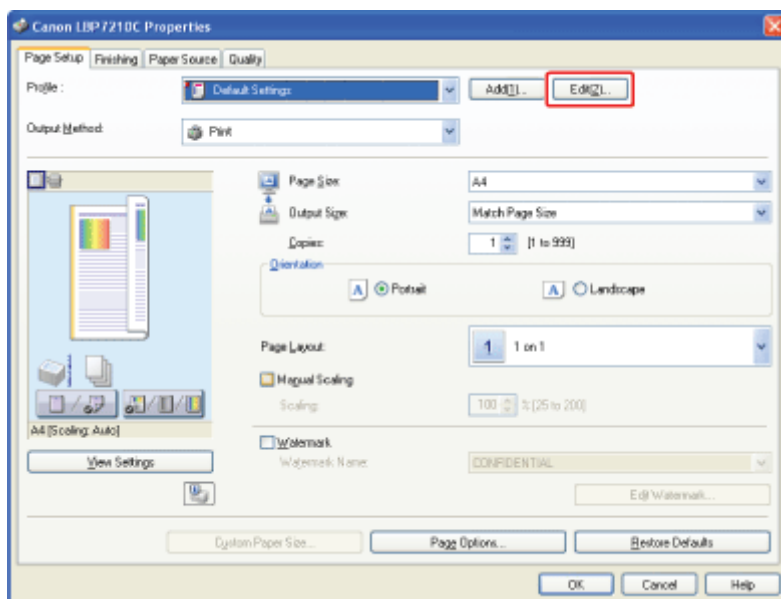 Canon LBP7210C Properties
Page Setup Finishing Paper Source Quality
Profile : Default Settings Add(1)... Edit(2)...
Output Method: Print
Page Size: A4
Output Size: Match Page Size
Copies: 1 [1 to 999]
Orientation
A Portrait A Landscape
Page Layout: 1 1 on 1
Manual Scaling
Scaling: 100 % [25 to 200]
A4 [Scaling: Auto]
Watermark
View Settings
Watermark Name: CONFIDENTIAL
Edit Watermark...
Custom Paper Size... Page Options... Restore Defaults
OK Cancel Help